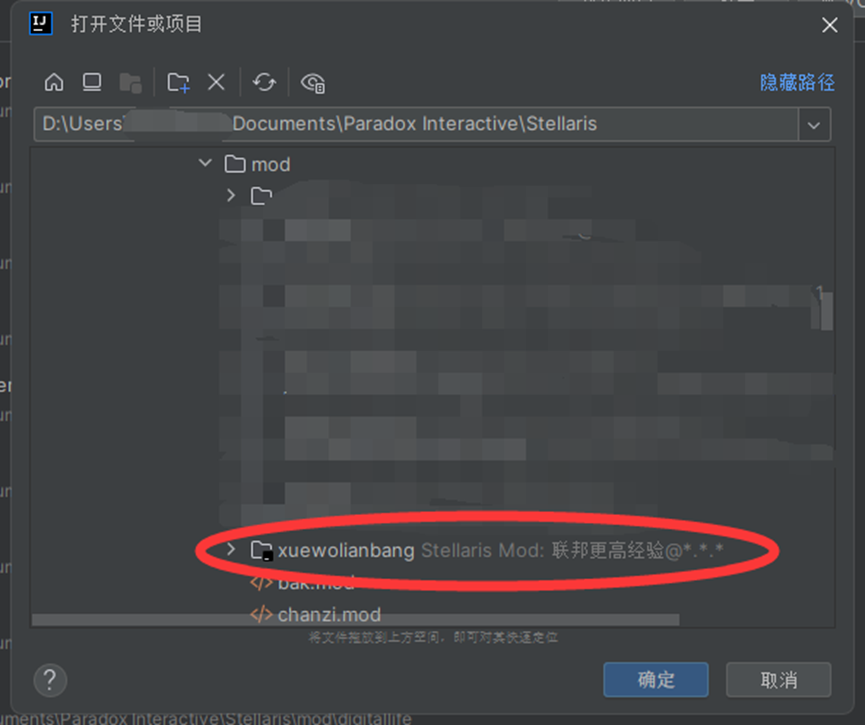 IJ
打开文件或项目
隐藏路径
D:\Users\
Documents\Paradox Interactive\Stellaris
mod
xuewolianbang Stellaris Mod: 联邦更高经验@*.*.*
bak.mod
chanzi.mod
将文件拖放到上方空间，即可对其快速定位
?
确定
取消
uments\Paradox Interactive\Stellaris\mod\digitallife